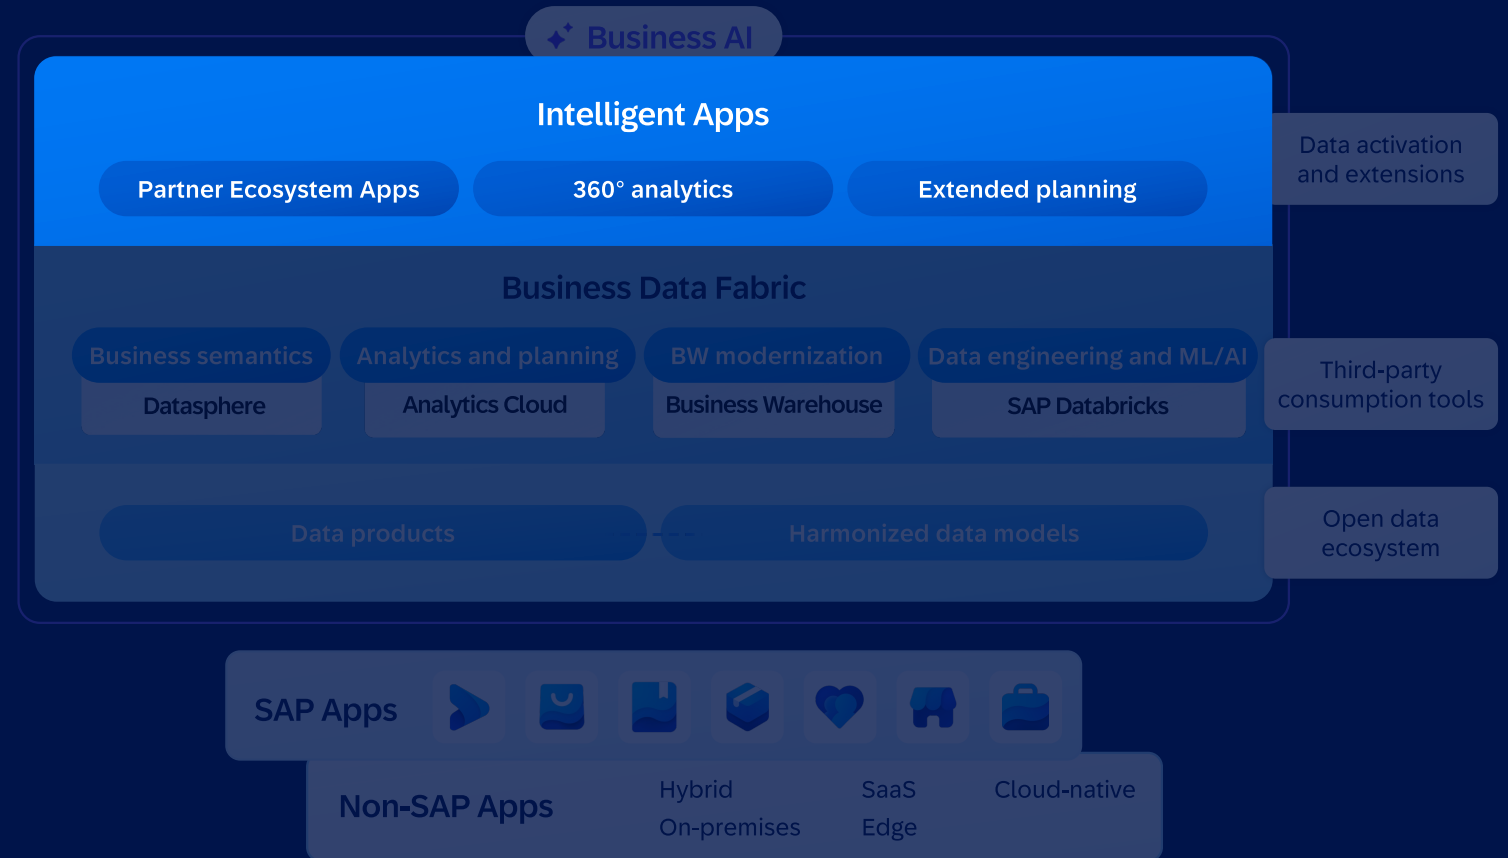 Business AI
Intelligent Apps
Partner Ecosystem Apps
360° analytics
Extended planning
Data activation
and extensions
Business Data Fabric
Business semantics
Analytics and planning
BW modernization
Data engineering and ML/AI
Datasphere
Analytics Cloud
Business Warehouse
SAP Databricks
Third-party
consumption tools
Data products
Harmonized data models
Open data
ecosystem
SAP Apps
Non-SAP Apps
Hybrid
SaaS
Cloud-native
On-premises
Edge